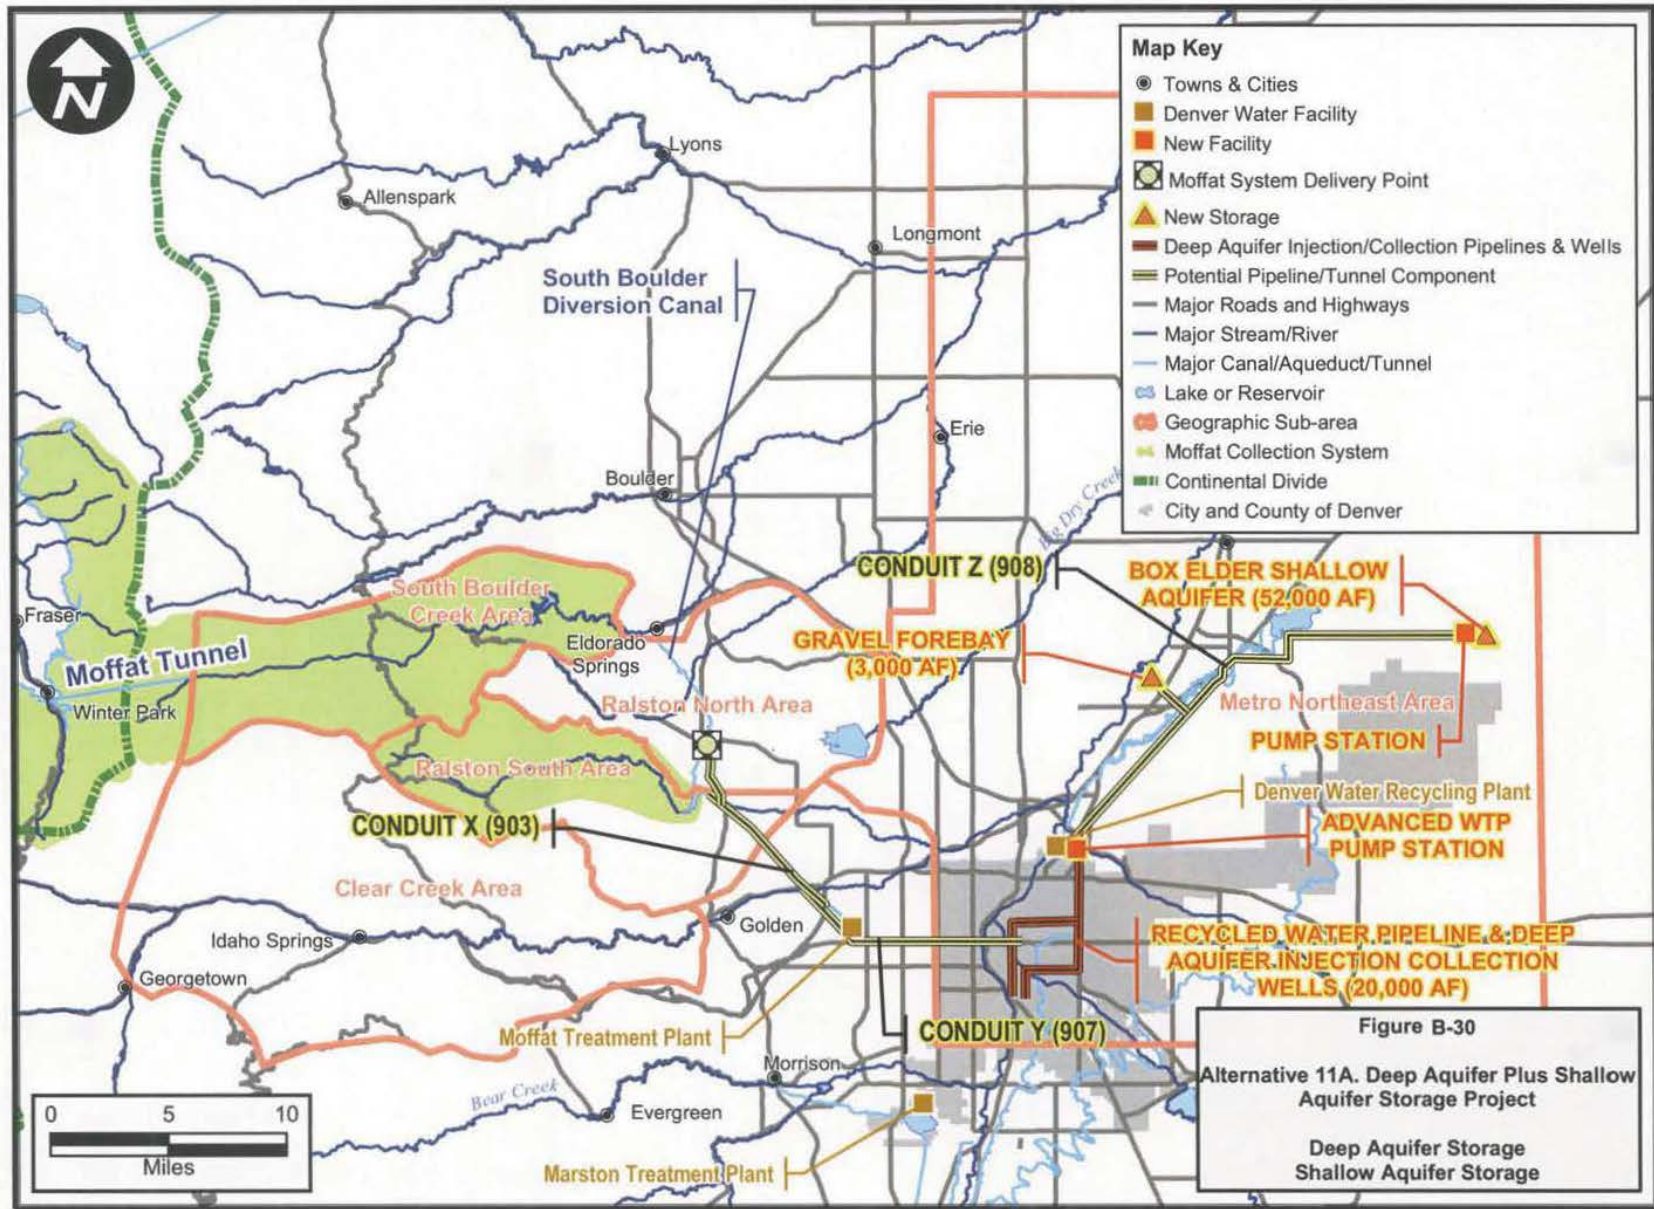 N
Map Key
Towns & Cities
Denver Water Facility
New Facility
Moffat System Delivery Point
New Storage
Deep Aquifer Injection/Collection Pipelines & Wells
Potential Pipeline/Tunnel Component
Major Roads and Highways
Major Stream/River
Major Canal/Aqueduct/Tunnel
Lake or Reservoir
Geographic Sub-area
Moffat Collection System
Continental Divide
City and County of Denver
Lyons
Allenspark
Longmont
South Boulder
Diversion Canal
Erie
Boulder
Big Dry Creek
CONDUIT Z (908)
BOX ELDER SHALLOW
AQUIFER (52,000 AF)
South Boulder
Creek Area
Fraser
Eldorado
Springs
GRAVEL FOREBAY
(3,000 AF)
Moffat Tunnel
Winter Park
Ralston North Area
Metro Northeast Area
PUMP STATION
Ralston South Area
Denver Water Recycling Plant
CONDUIT X (903)
ADVANCED WTP
PUMP STATION
Clear Creek Area
Golden
Idaho Springs
RECYCLED WATER PIPELINE & DEEP
AQUIFER INJECTION COLLECTION
WELLS (20,000 AF)
Georgetown
Moffat Treatment Plant
CONDUIT Y (907)
Morrison
Bear Creek
Evergreen
Marston Treatment Plant
0 5 10
Miles
Figure B-30
Alternative 11A. Deep Aquifer Plus Shallow
Aquifer Storage Project
Deep Aquifer Storage
Shallow Aquifer Storage